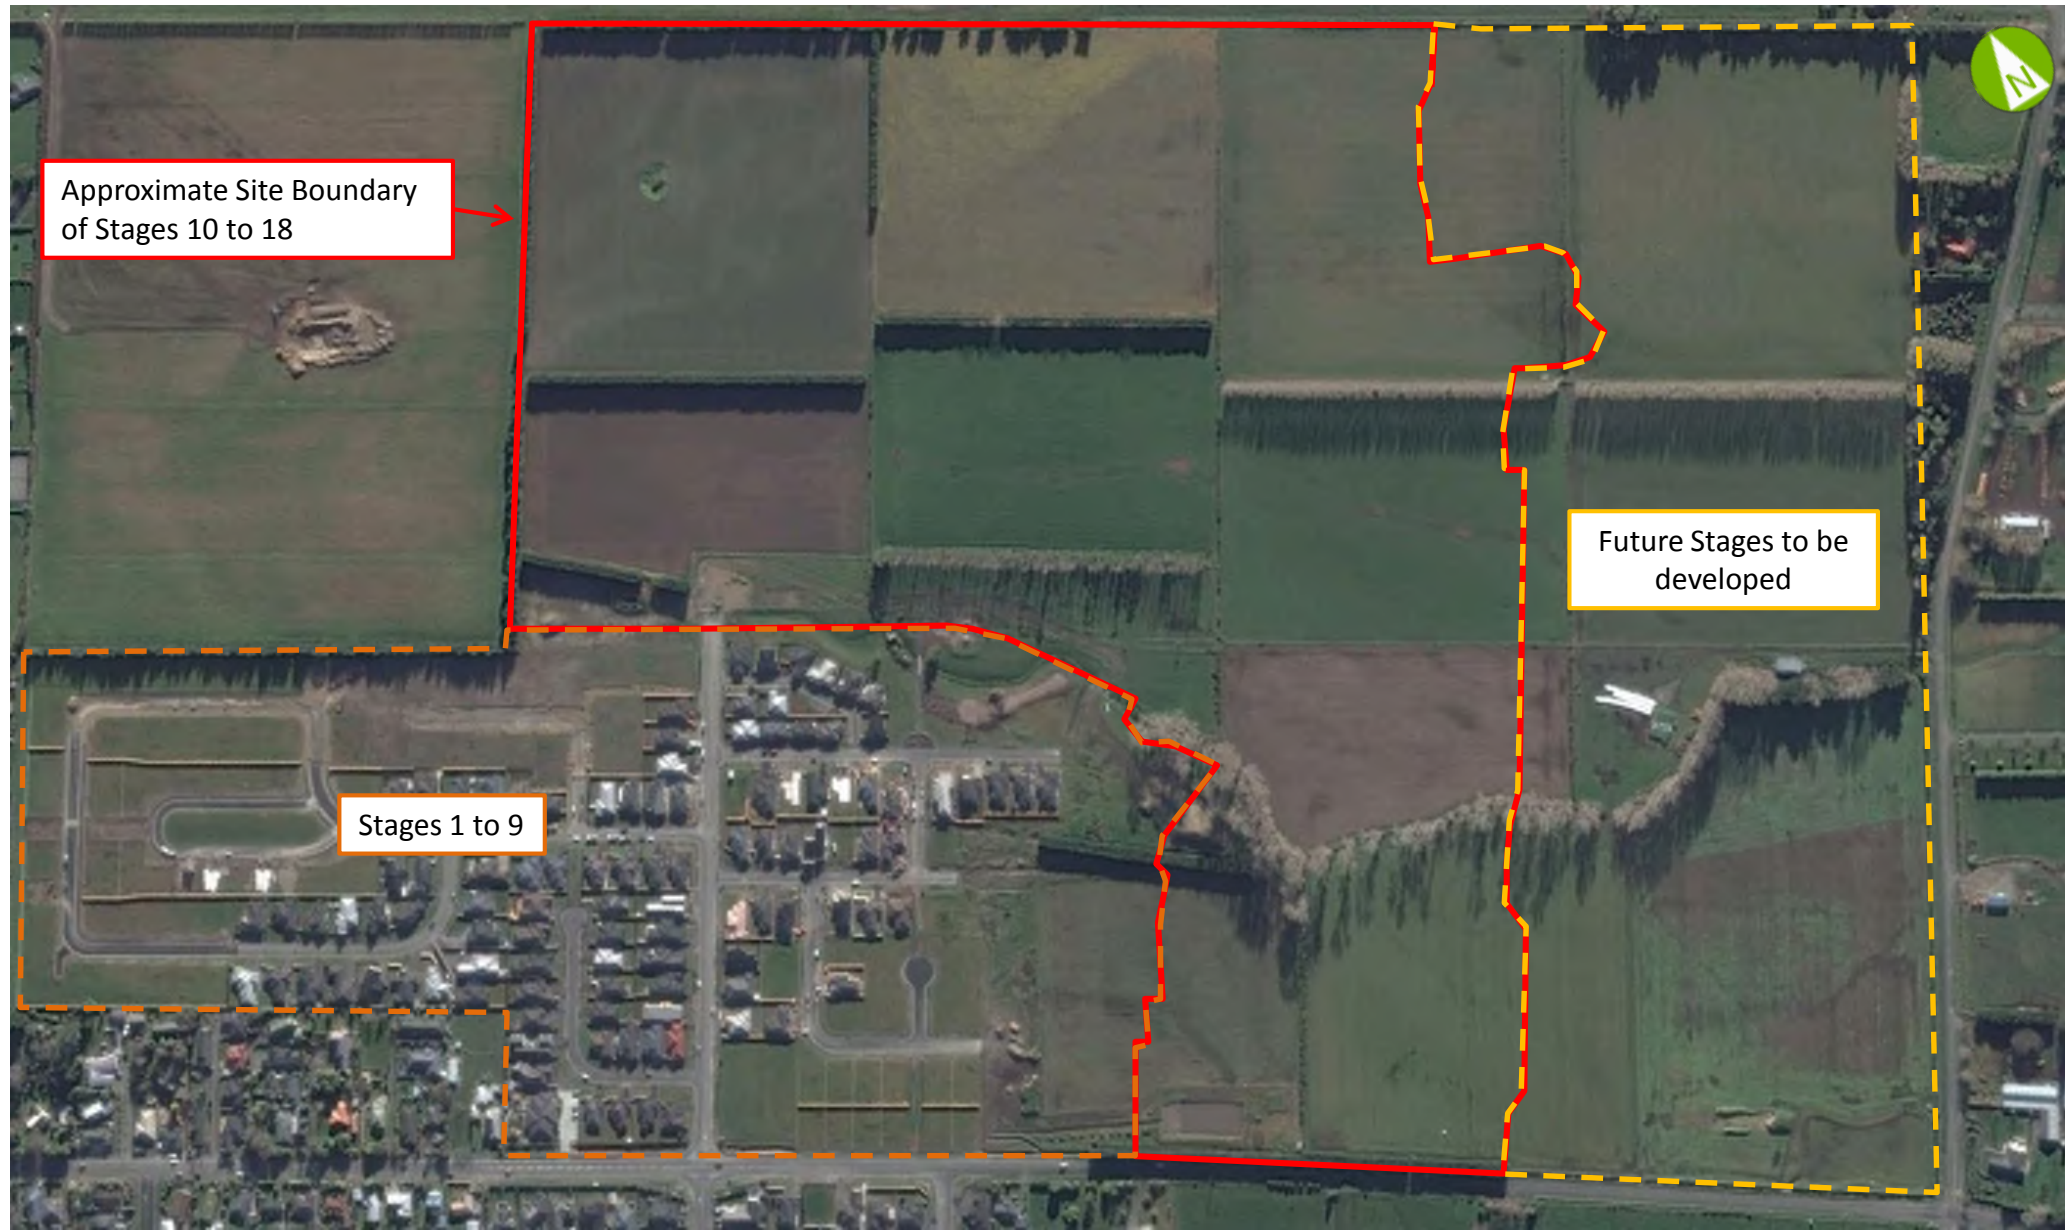 Approximate Site Boundary
of Stages 10 to 18
N
Future Stages to be
developed
Stages 1 to 9